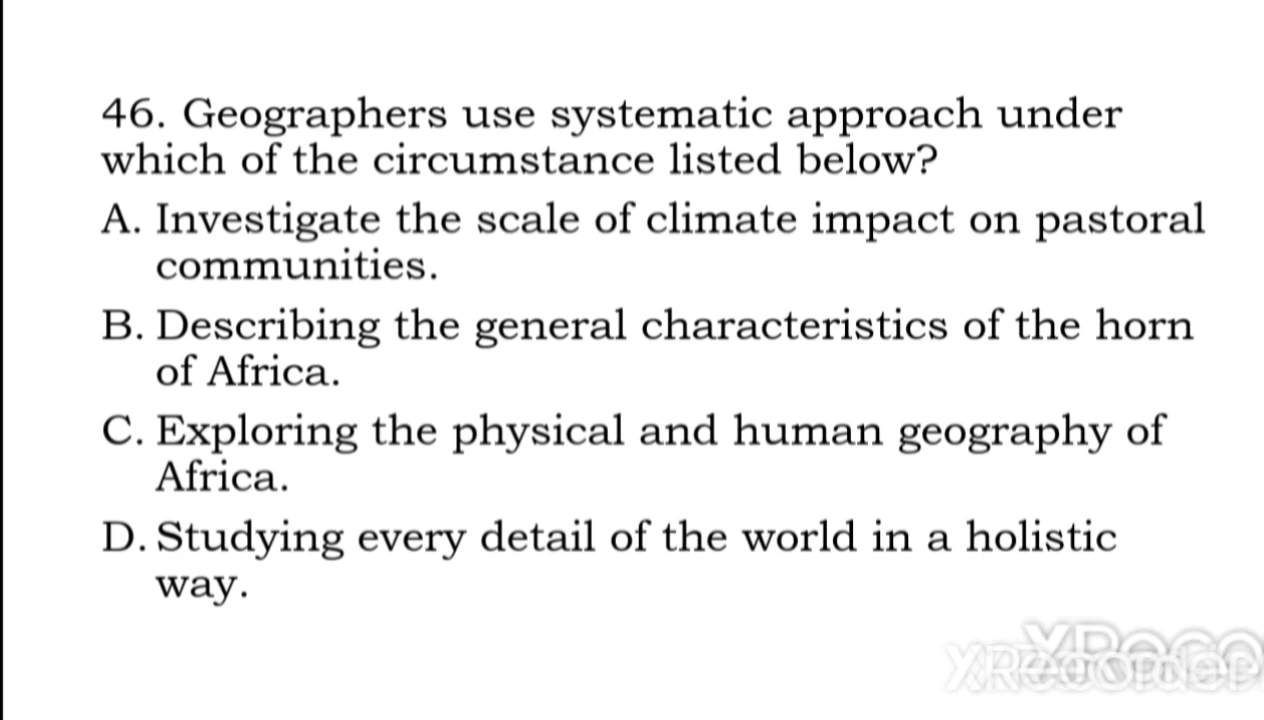 46. Geographers use systematic approach under
which of the circumstance listed below?
A. Investigate the scale of climate impact on pastoral
communities.
B. Describing the general characteristics of the horn
of Africa.
C. Exploring the physical and human geography of
Africa.
D. Studying every detail of the world in a holistic
way.
XRecorder